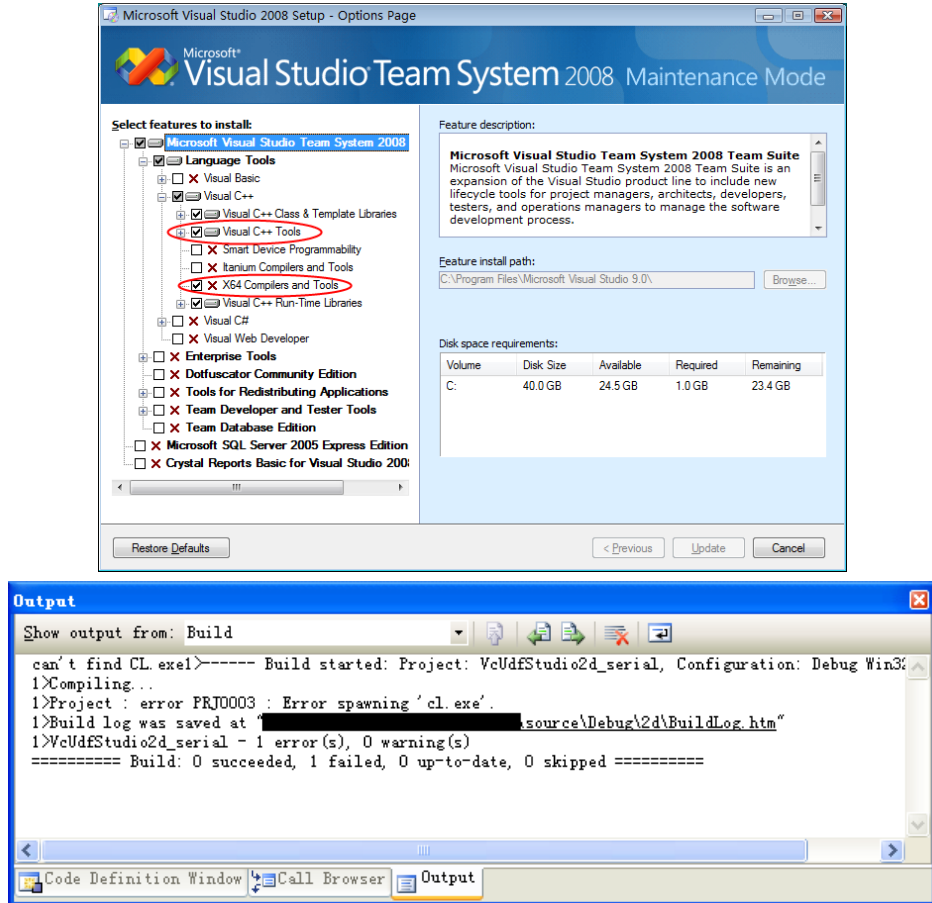 Microsoft Visual Studio 2008 Setup - Options Page
Microsoft®
Visual Studio Team System 2008 Maintenance Mode
Select features to install:
Microsoft Visual Studio Team System 2008
Language Tools
Visual Basic
Visual C++
Visual C++ Class & Template Libraries
Visual C++ Tools
Smart Device Programmability
Itanium Compilers and Tools
X64 Compilers and Tools
Visual C++ Run-Time Libraries
Visual C#
Visual Web Developer
Enterprise Tools
Dotfuscator Community Edition
Tools for Redistributing Applications
Team Developer and Tester Tools
Team Database Edition
Microsoft SQL Server 2005 Express Edition
Crystal Reports Basic for Visual Studio 200
Feature description:
Microsoft Visual Studio Team System 2008 Team Suite
Microsoft Visual Studio Team System 2008 Team Suite is an
expansion of the Visual Studio product line to include new
lifecycle tools for project managers, architects, developers,
testers, and operations managers to manage the software
development process.
Feature install path:
C:\Program Files\Microsoft Visual Studio 9.0\
Browse...
Disk space requirements:
Volume Disk Size Available Required Remaining
C: 40.0 GB 24.5 GB 1.0 GB 23.4 GB
Restore Defaults
< Previous
Update
Cancel
Output
Show output from: Build
can't find CL.exe1>------ Build started: Project: VcUdfStudio2d_serial, Configuration: Debug Win32
1>Compiling...
1>Project : error PRJ0003 : Error spawning 'cl.exe'.
1>Build log was saved at "\source\Debug\2d\BuildLog.htm"
1>VcUdfStudio2d_serial - 1 error(s), 0 warning(s)
========== Build: 0 succeeded, 1 failed, 0 up-to-date, 0 skipped ==========
Code Definition Window Call Browser Output